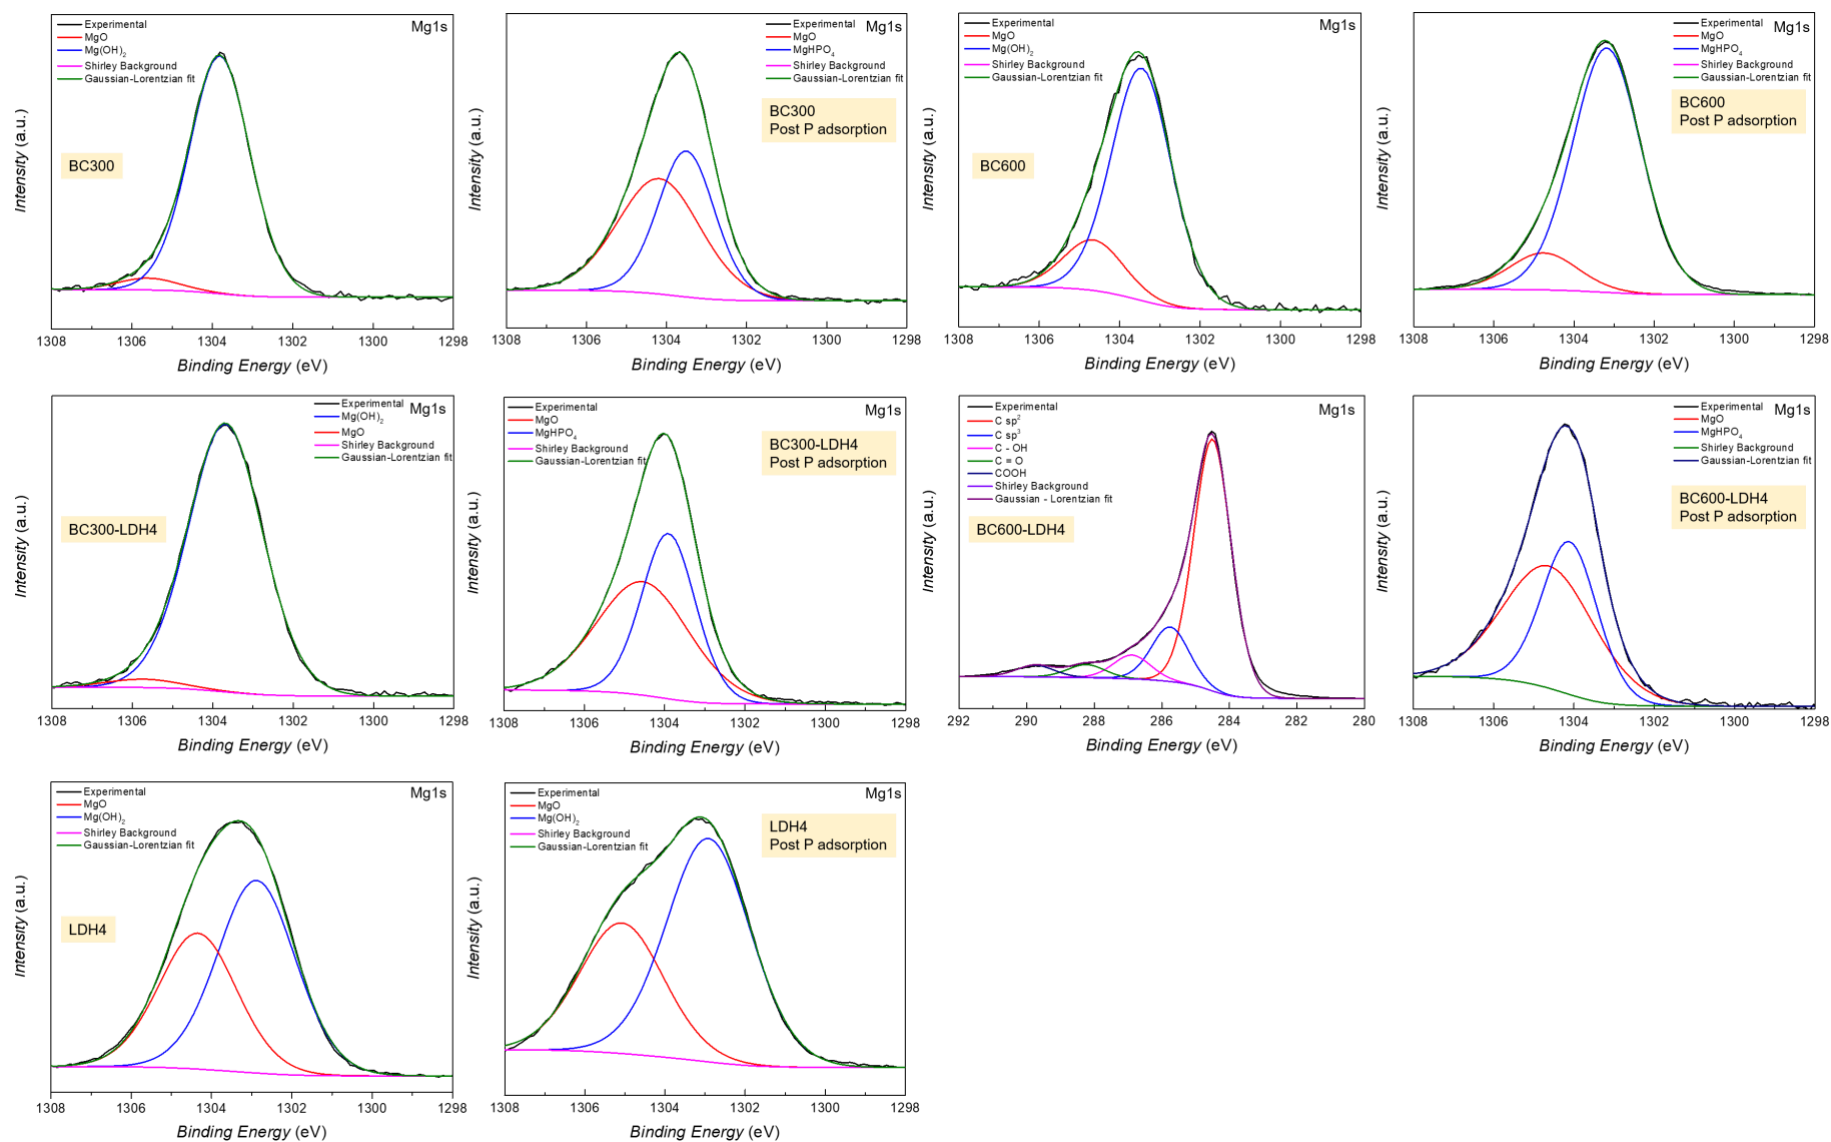 Experimental
MgO
Mg(OH)₂
Shirley Background
Gaussian-Lorentzian fit
Mg1s
BC300
Intensity (a.u.)
1308 1306 1304 1302 1300 1298
Binding Energy (eV)
Experimental
MgO
MgHPO₄
Shirley Background
Gaussian-Lorentzian fit
Mg1s
BC300
Post P adsorption
Intensity (a.u.)
1308 1306 1304 1302 1300 1298
Binding Energy (eV)
Experimental
MgO
Mg(OH)₂
Shirley Background
Gaussian-Lorentzian fit
Mg1s
BC600
Intensity (a.u.)
1308 1306 1304 1302 1300 1298
Binding Energy (eV)
Experimental
MgO
MgHPO₄
Shirley Background
Gaussian-Lorentzian fit
Mg1s
BC600
Post P adsorption
Intensity (a.u.)
1308 1306 1304 1302 1300 1298
Binding Energy (eV)
Experimental
Mg(OH)₂
MgO
Shirley Background
Gaussian-Lorentzian fit
Mg1s
BC300-LDH4
Intensity (a.u.)
1308 1306 1304 1302 1300 1298
Binding Energy (eV)
Experimental
MgO
MgHPO₄
Shirley Background
Gaussian-Lorentzian fit
Mg1s
BC300-LDH4
Post P adsorption
Intensity (a.u.)
1308 1306 1304 1302 1300 1298
Binding Energy (eV)
Experimental
C sp²
C sp³
C - OH
C = O
COOH
Shirley Background
Gaussian - Lorentzian fit
Mg1s
BC600-LDH4
Intensity (a.u.)
292 290 288 286 284 282 280
Binding Energy (eV)
Experimental
MgO
MgHPO₄
Shirley Background
Gaussian-Lorentzian fit
Mg1s
BC600-LDH4
Post P adsorption
Intensity (a.u.)
1308 1306 1304 1302 1300 1298
Binding Energy (eV)
Experimental
MgO
Mg(OH)₂
Shirley Background
Gaussian-Lorentzian fit
Mg1s
LDH4
Intensity (a.u.)
1308 1306 1304 1302 1300 1298
Binding Energy (eV)
Experimental
MgO
Mg(OH)₂
Shirley Background
Gaussian-Lorentzian fit
Mg1s
LDH4
Post P adsorption
Intensity (a.u.)
1308 1306 1304 1302 1300 1298
Binding Energy (eV)